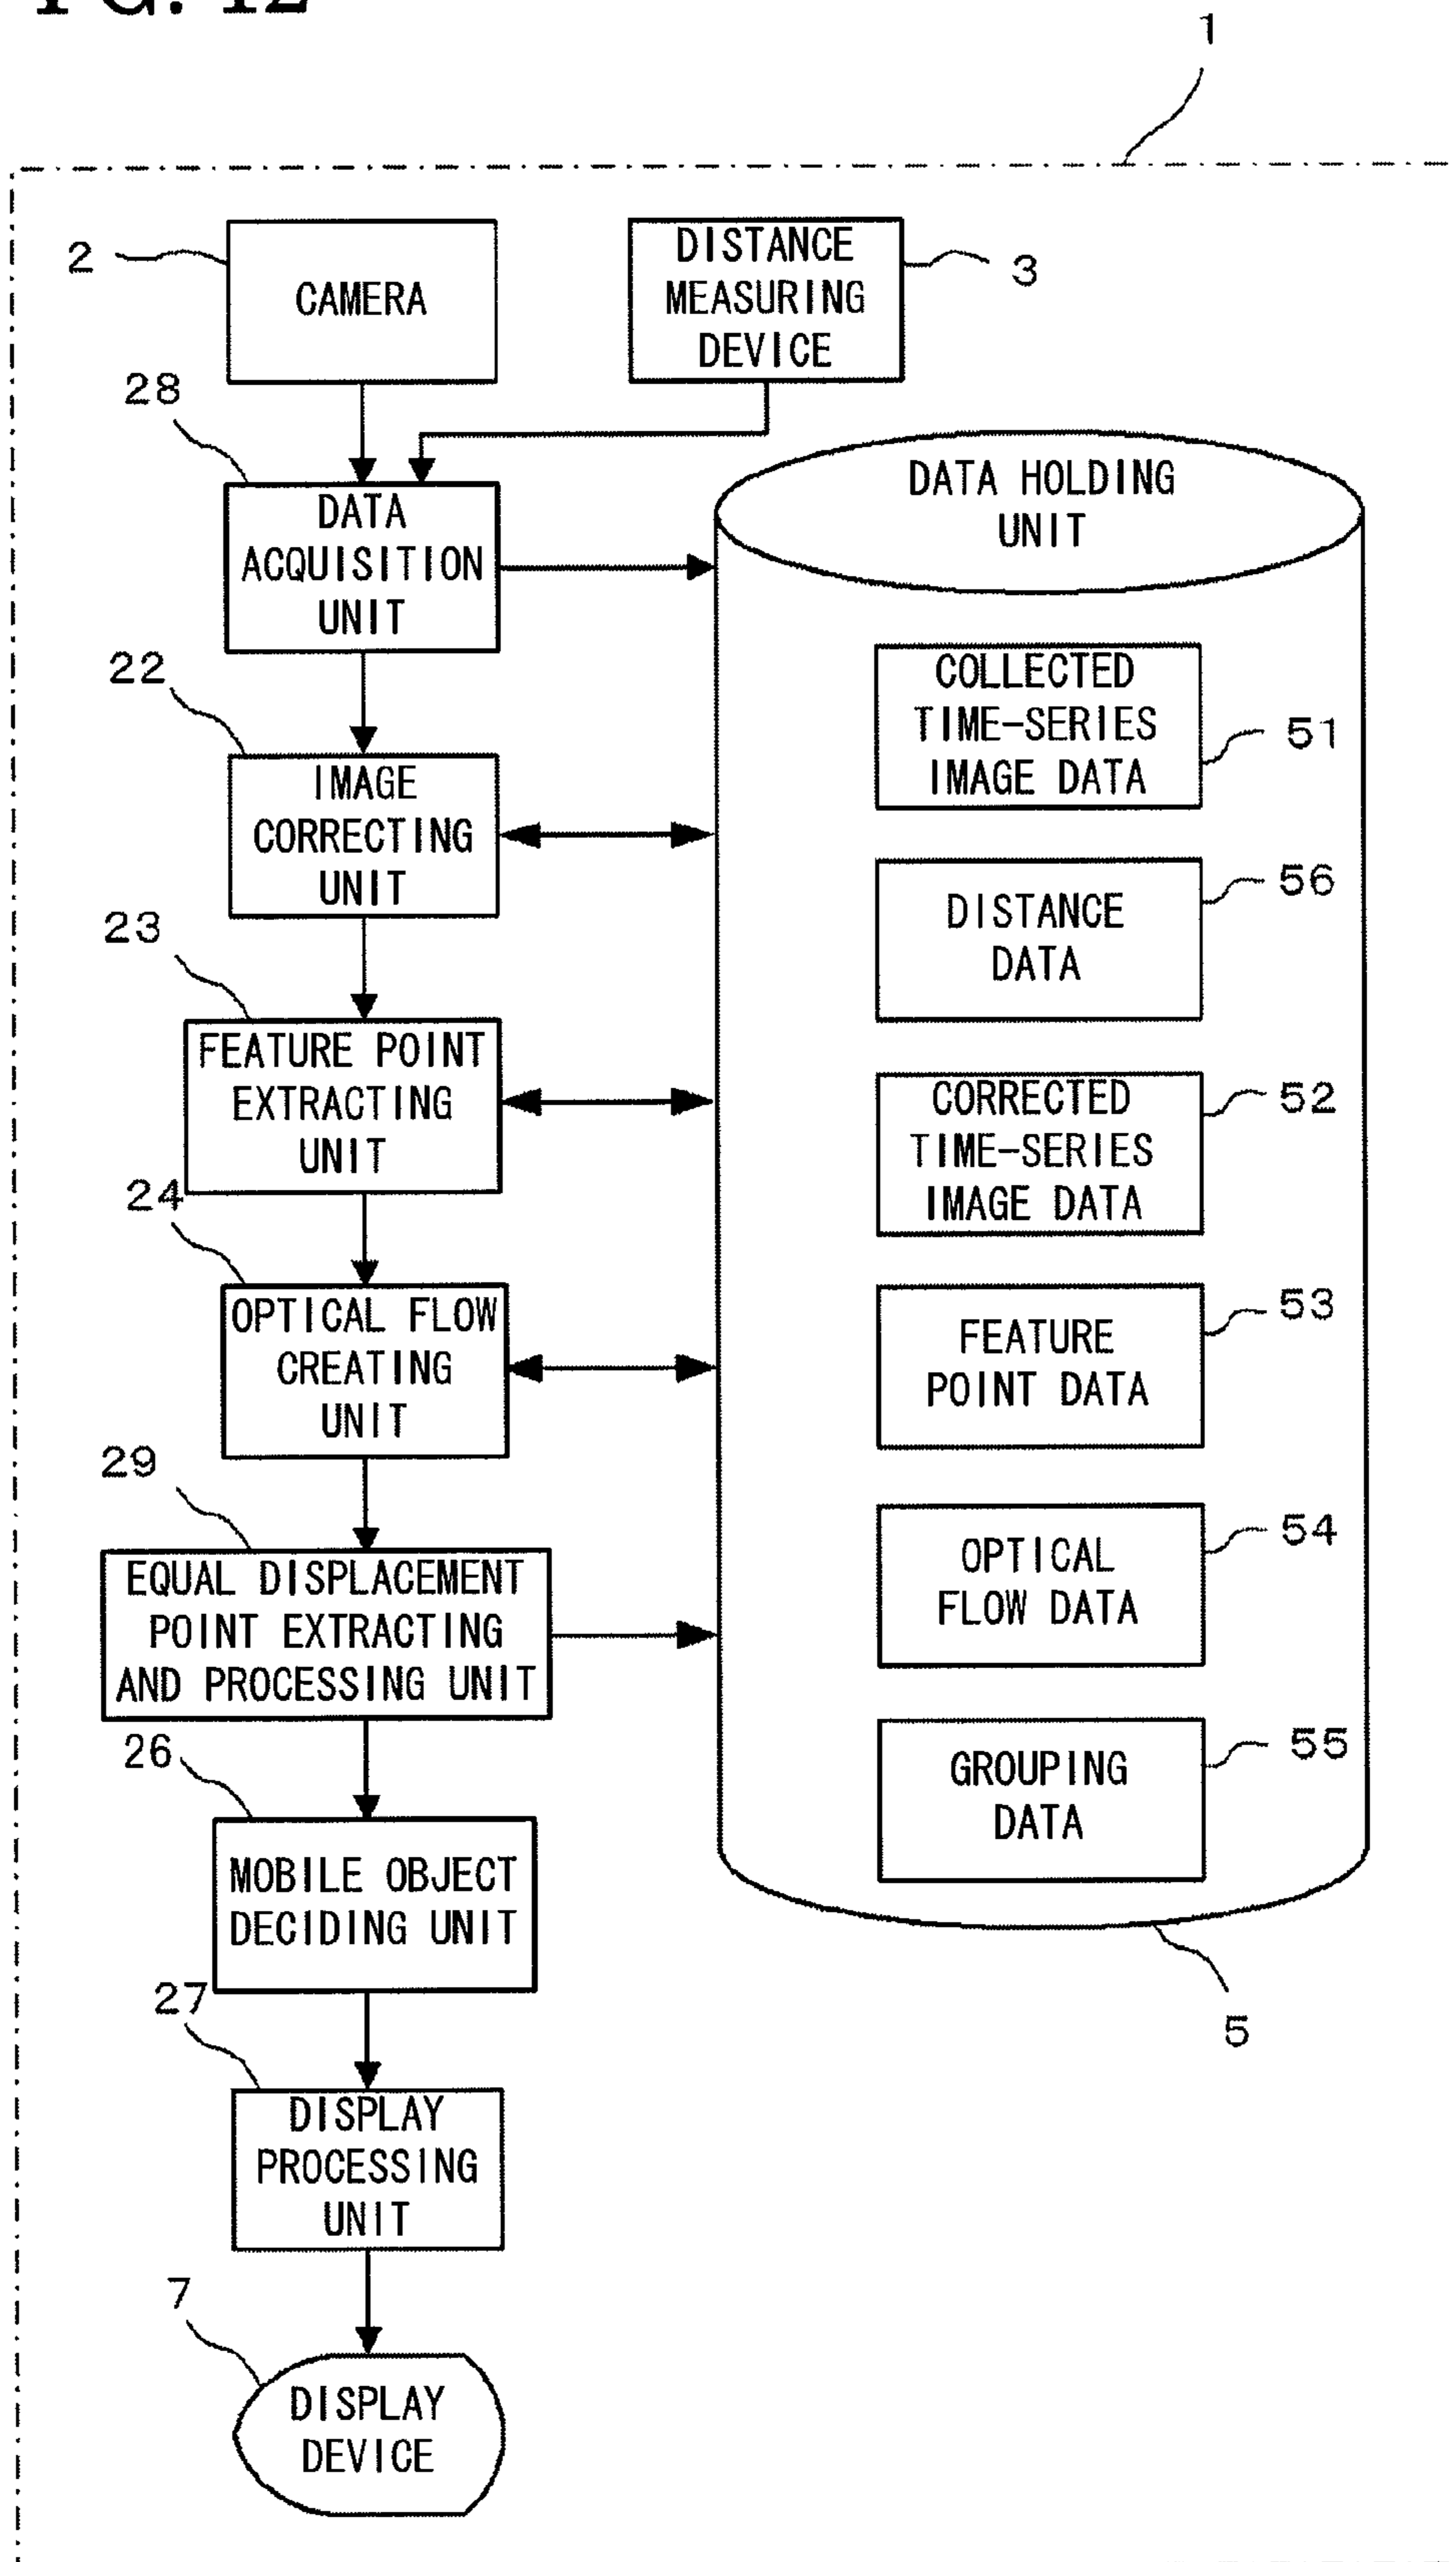 1
2
CAMERA
DISTANCE
MEASURING
DEVICE
3
28
DATA
ACQUISITION
UNIT
DATA HOLDING
UNIT
22
IMAGE
CORRECTING
UNIT
COLLECTED
TIME-SERIES
IMAGE DATA
51
DISTANCE
DATA
56
23
FEATURE POINT
EXTRACTING
UNIT
CORRECTED
TIME-SERIES
IMAGE DATA
52
24
OPTICAL FLOW
CREATING
UNIT
FEATURE
POINT DATA
53
29
EQUAL DISPLACEMENT
POINT EXTRACTING
AND PROCESSING UNIT
OPTICAL
FLOW DATA
54
26
MOBILE OBJECT
DECIDING UNIT
GROUPING
DATA
55
5
27
DISPLAY
PROCESSING
UNIT
7
DISPLAY
DEVICE